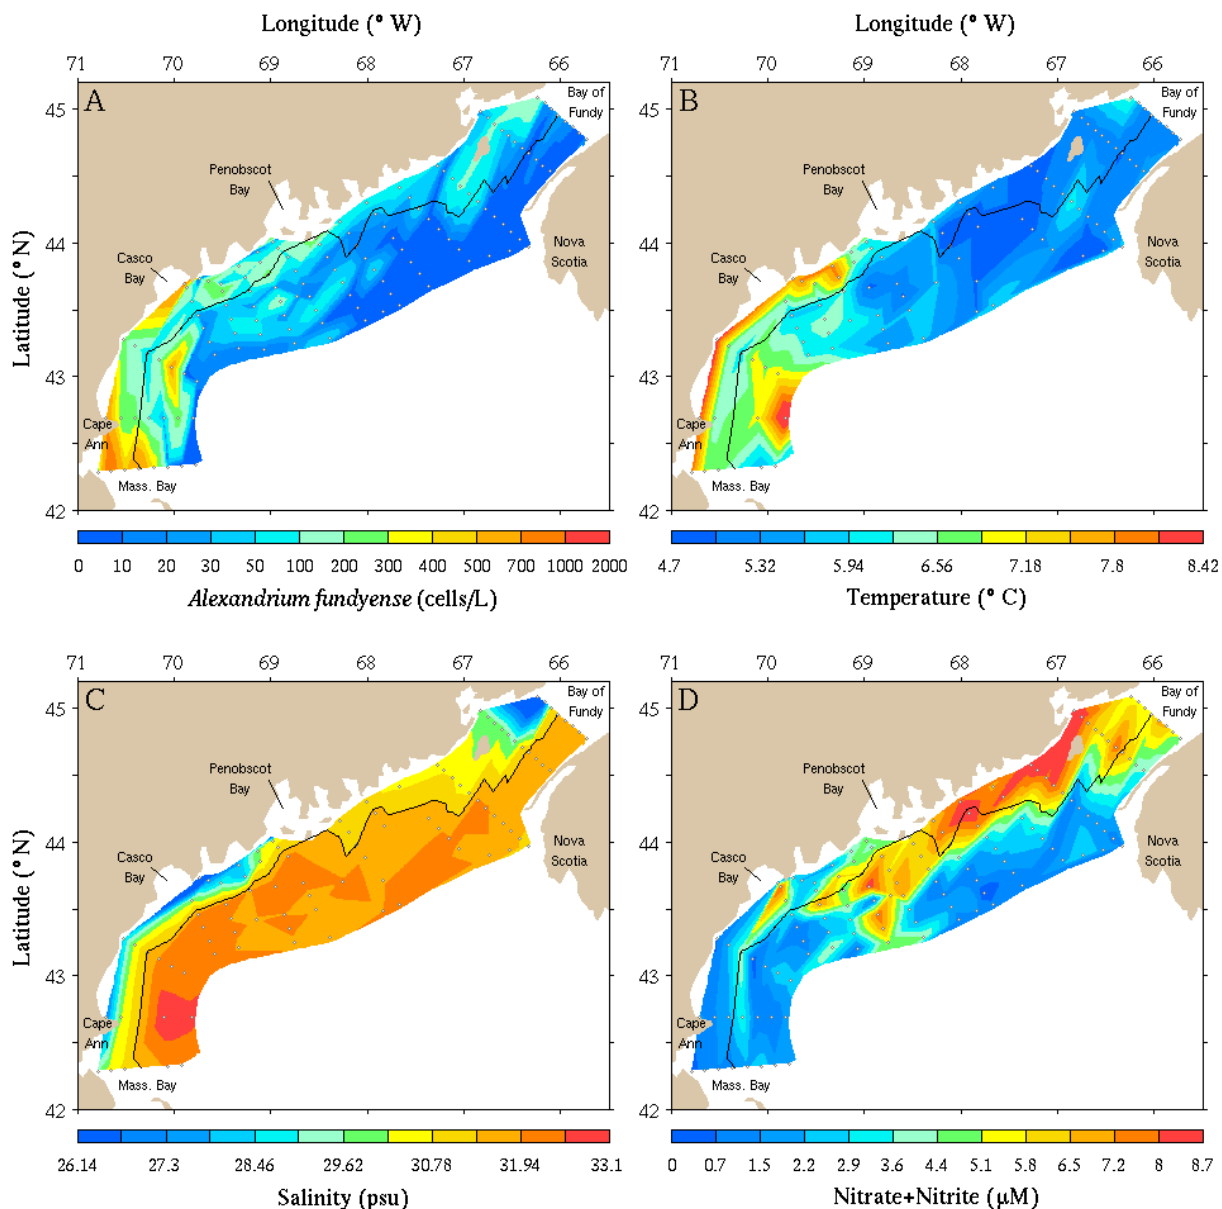 Longitude (° W)
71 70 69 68 67 66
A
45
44
43
42
Latitude (° N)
Bay of
Fundy
Penobscot
Bay
Casco
Bay
Nova
Scotia
Cape
Ann
Mass. Bay
0 10 20 30 50 100 200 300 400 500 700 1000 2000
Alexandrium fundyense (cells/L)
Longitude (° W)
71 70 69 68 67 66
B
45
44
43
42
Bay of
Fundy
Penobscot
Bay
Casco
Bay
Nova
Scotia
Cape
Ann
Mass. Bay
4.7 5.32 5.94 6.56 7.18 7.8 8.42
Temperature (° C)
71 70 69 68 67 66
C
45
44
43
42
Latitude (° N)
Bay of
Fundy
Penobscot
Bay
Casco
Bay
Nova
Scotia
Cape
Ann
Mass. Bay
26.14 27.3 28.46 29.62 30.78 31.94 33.1
Salinity (psu)
71 70 69 68 67 66
D
45
44
43
42
Bay of
Fundy
Penobscot
Bay
Casco
Bay
Nova
Scotia
Cape
Ann
Mass. Bay
0 0.7 1.5 2.2 2.9 3.6 4.4 5.1 5.8 6.5 7.2 8 8.7
Nitrate+Nitrite (μM)